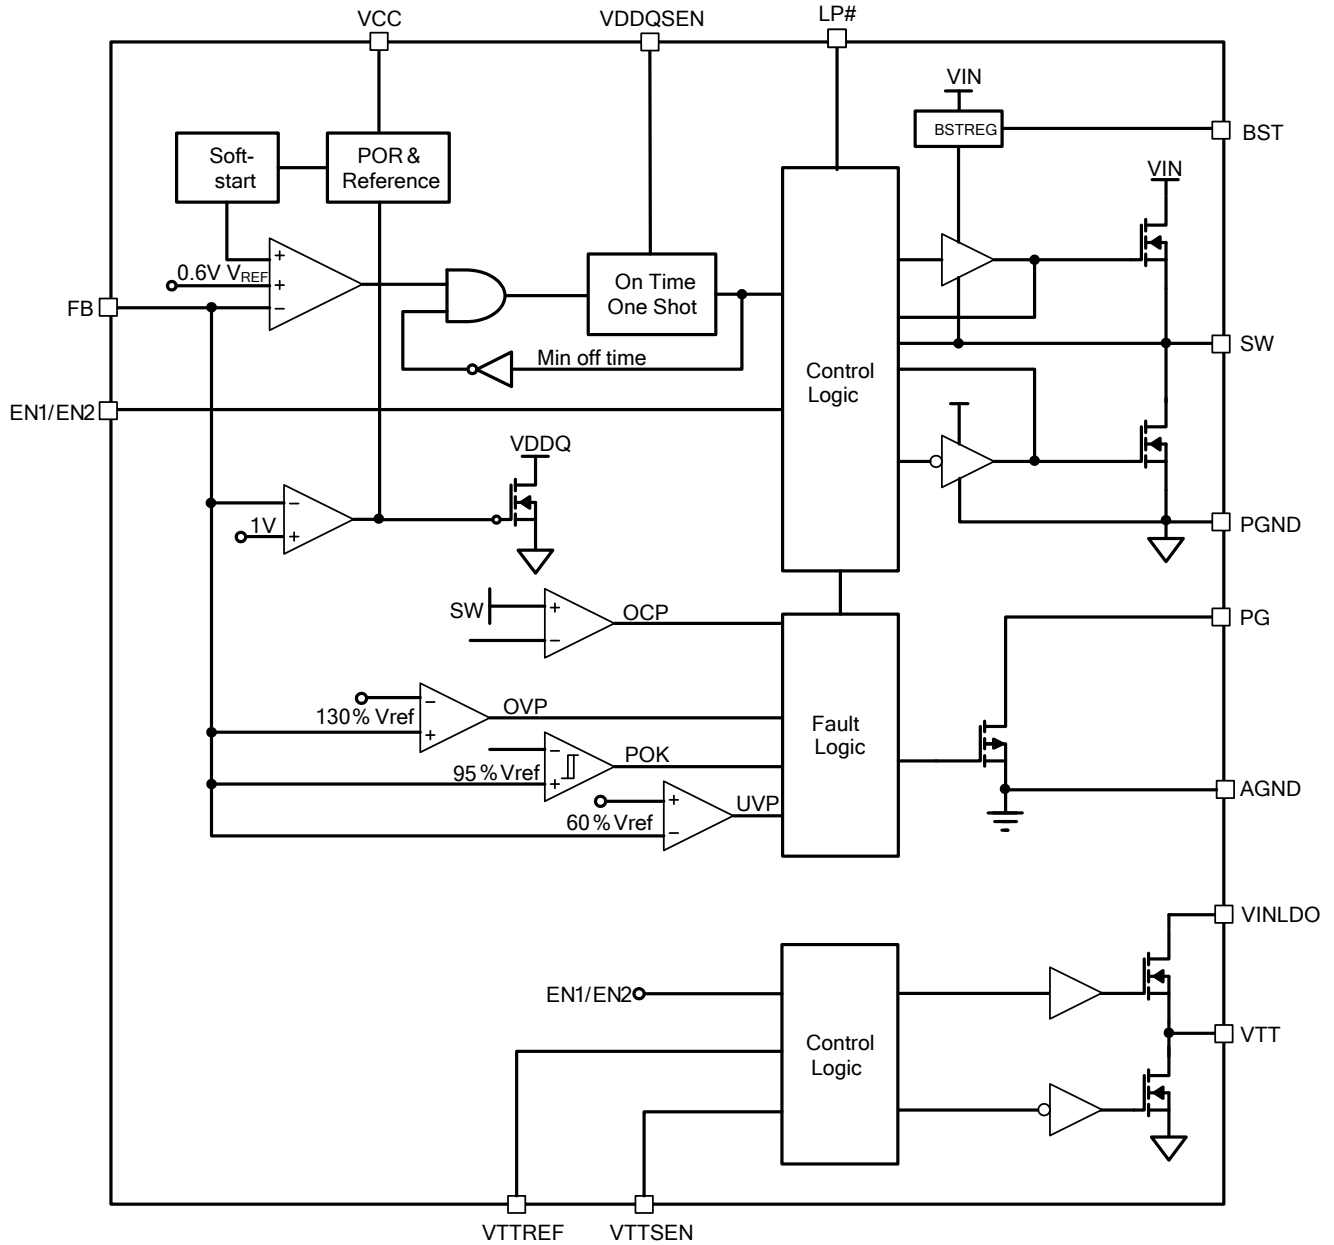 VCC
VDDQSEN
LP#
VIN
BSTREG
BST
Soft-
start
POR &
Reference
VIN
+
0.6V VREF
+
−
FB
On Time
One Shot
Min off time
SW
Control
Logic
EN1/EN2
VDDQ
−
1V
+
PGND
SW
+
OCP
−
PG
130% Vref
−
+
OVP
Fault
Logic
95% Vref
−
+
POK
60% Vref
+
−
UVP
AGND
VINLDO
EN1/EN2
Control
Logic
VTT
VTTREF
VTTSEN